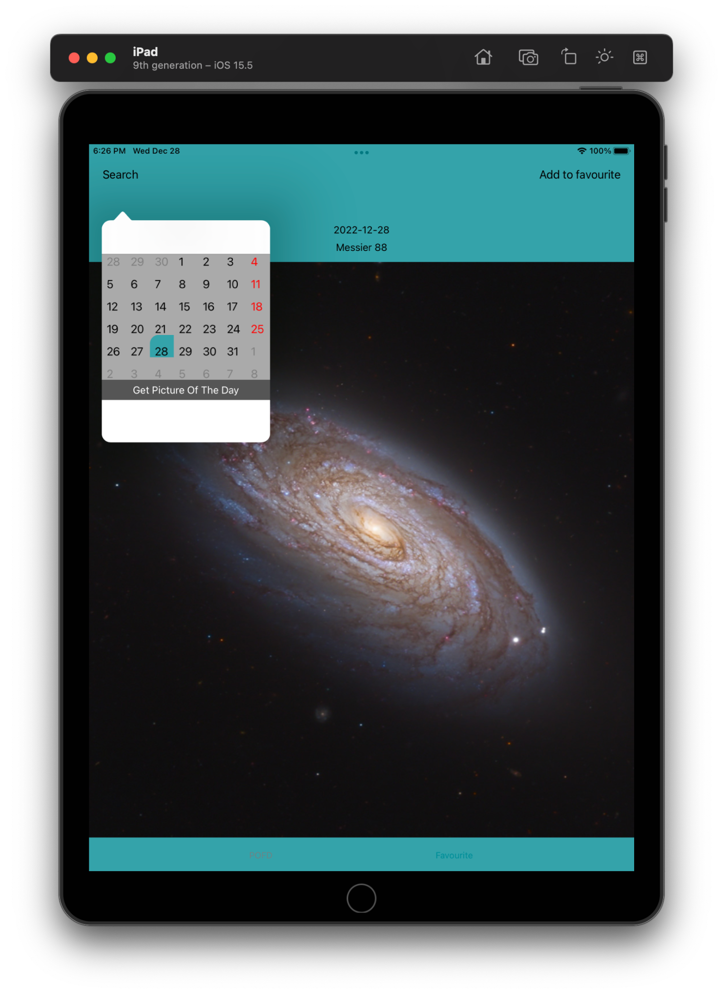 iPad
9th generation – iOS 15.5
6:26 PM Wed Dec 28 100%
Search Add to favourite
2022-12-28
Messier 88
28 29 30 1 2 3 4
5 6 7 8 9 10 11
12 13 14 15 16 17 18
19 20 21 22 23 24 25
26 27 28 29 30 31 1
2 3 4 5 6 7 8
Get Picture Of The Day
POFD Favourite